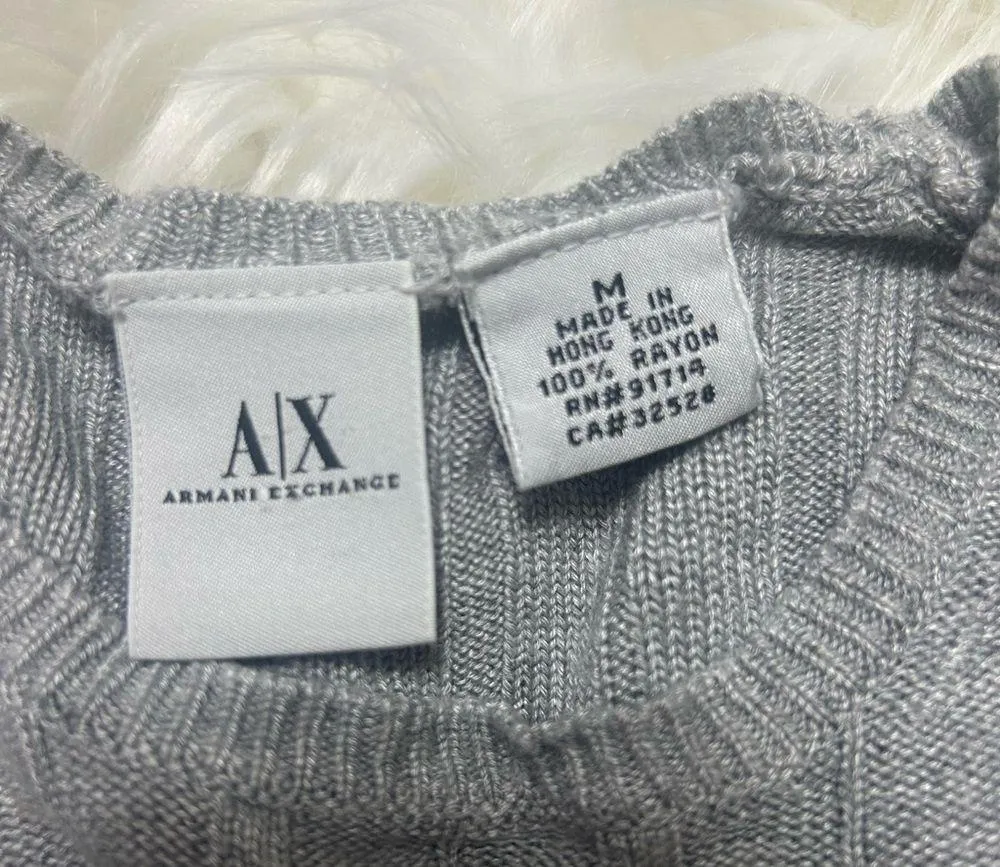 A|X
ARMANI EXCHANGE
M
MADE IN
HONG KONG
100% RAYON
RN#91714
CA#32528